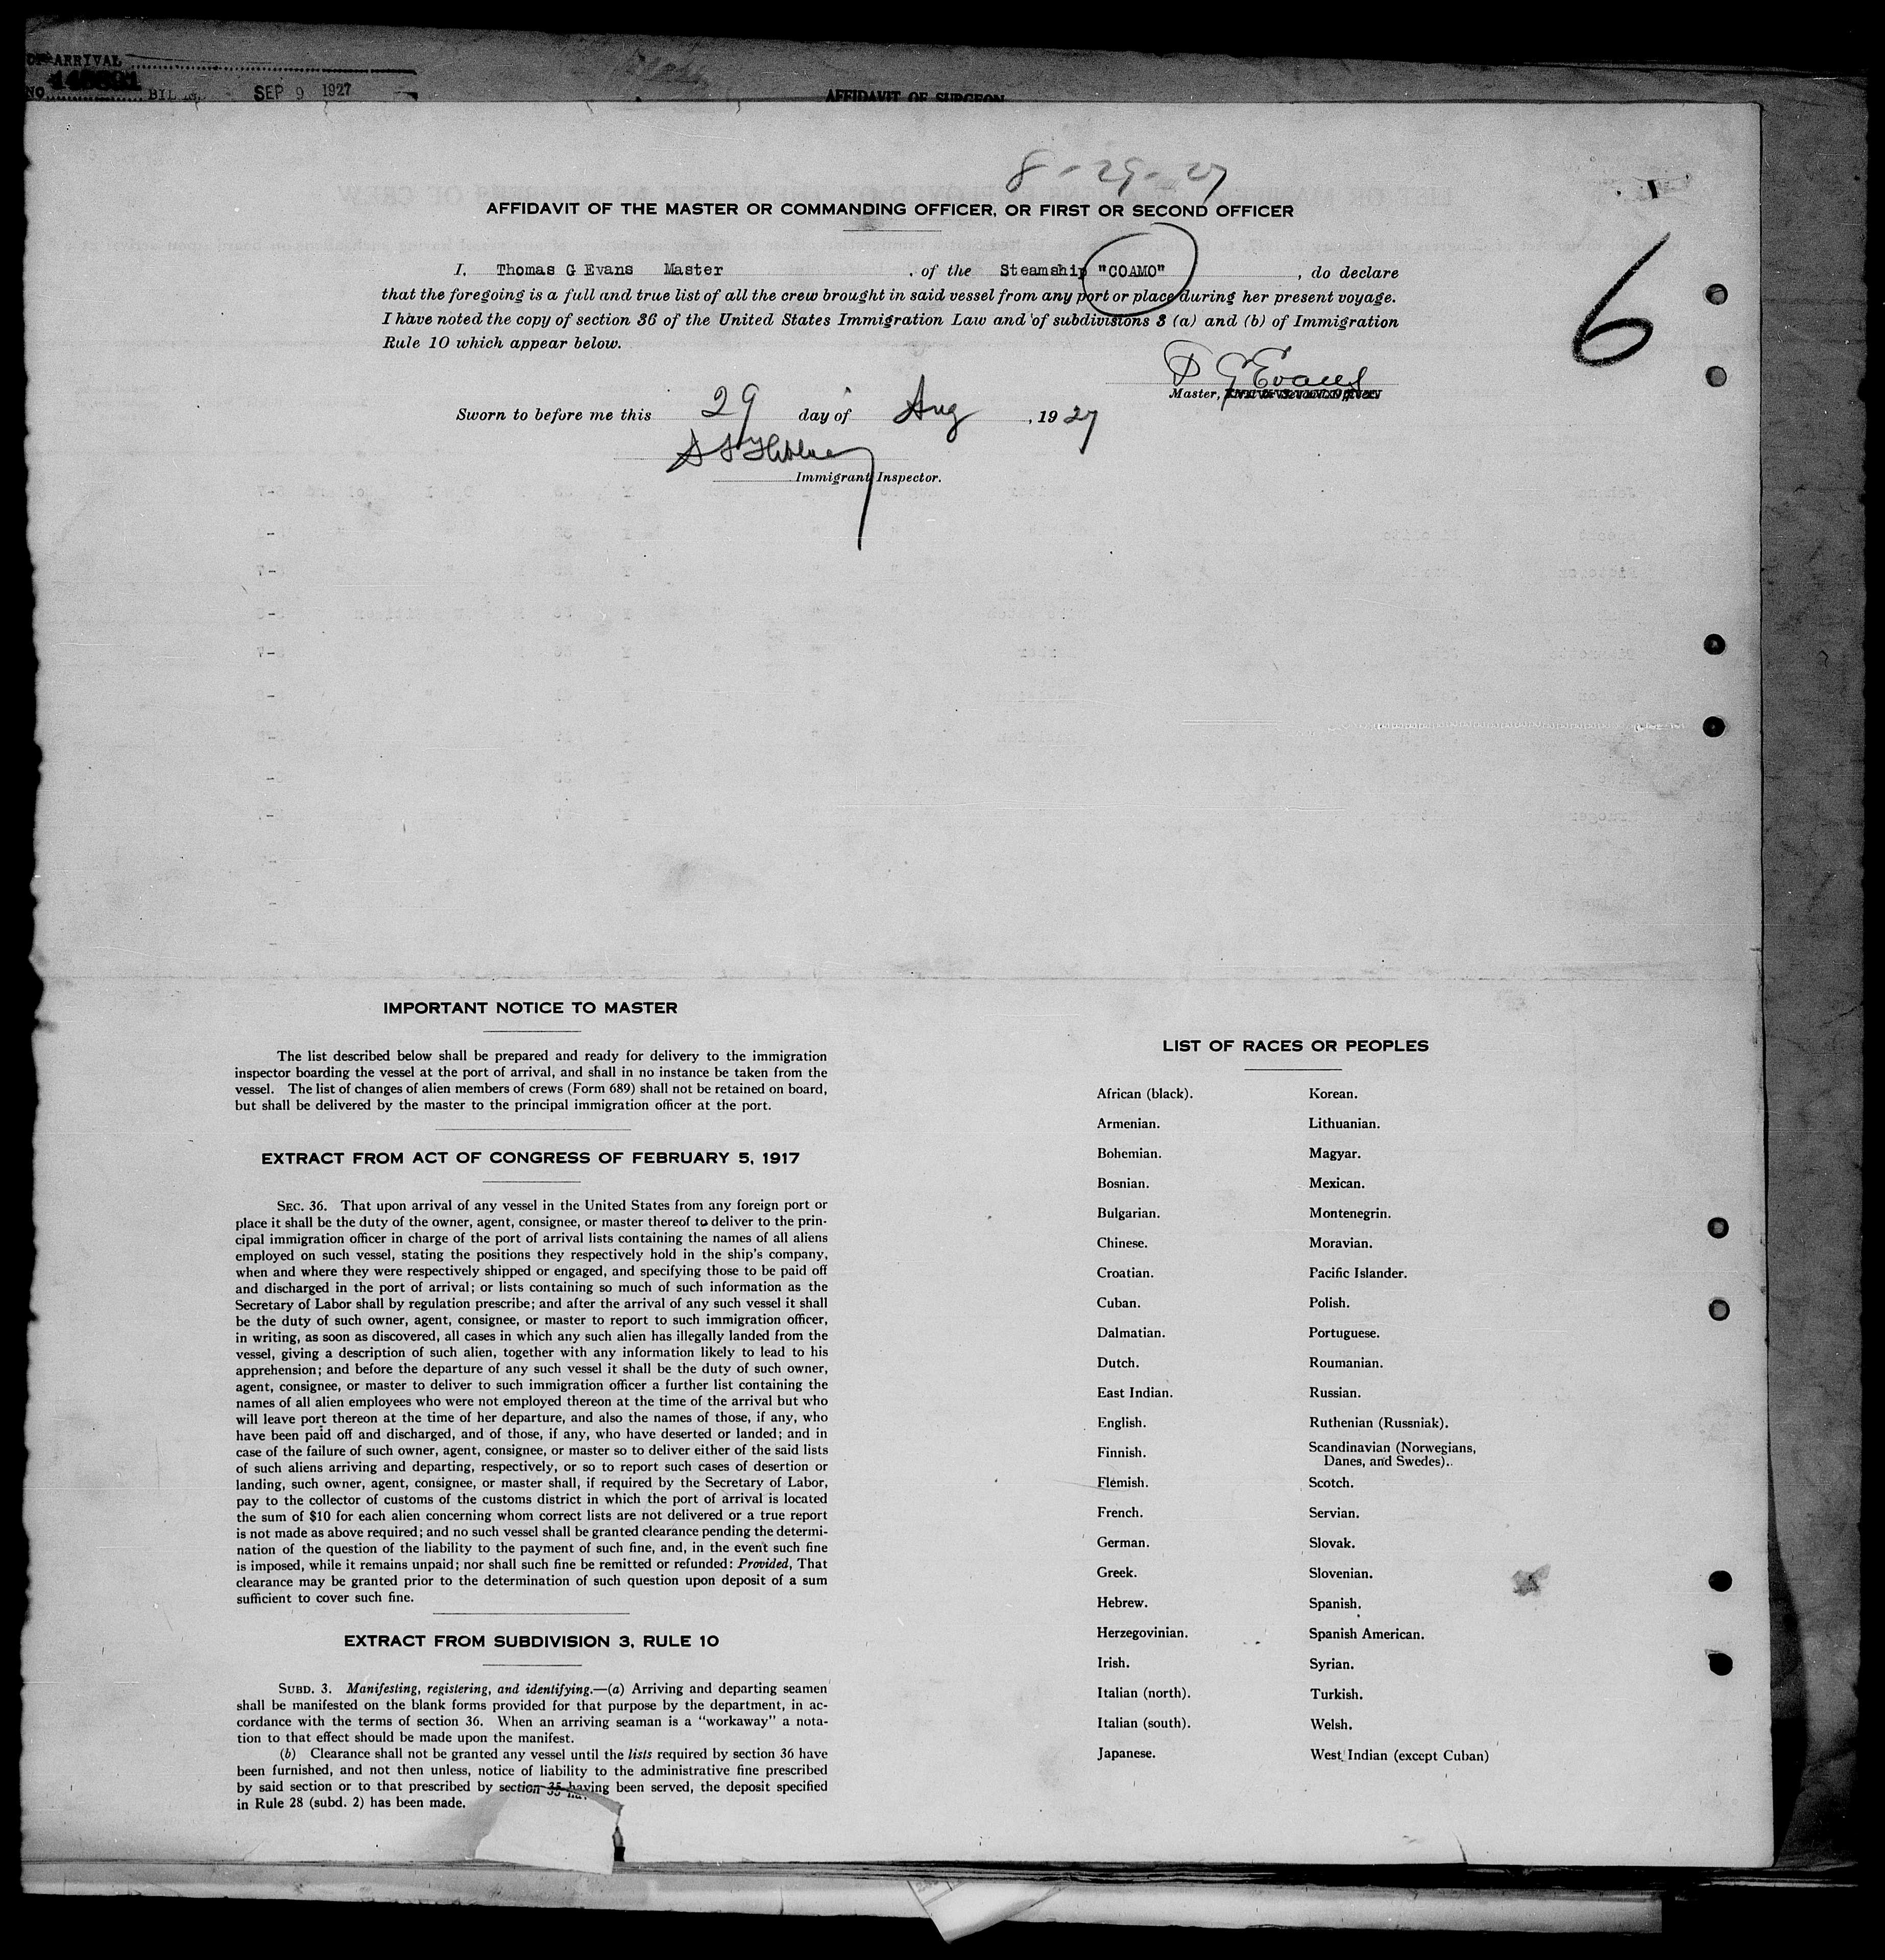 OF ARRIVAL
NO. SEP 9 1927
AFFIDAVIT OF SURGEON
8-29-27
AFFIDAVIT OF THE MASTER OR COMMANDING OFFICER, OR FIRST OR SECOND OFFICER
6
I, Thomas G Evans Master, of the Steamship "COAMO", do declare
that the foregoing is a full and true list of all the crew brought in said vessel from any port or place during her present voyage.
I have noted the copy of section 36 of the United States Immigration Law and of subdivisions 3 (a) and (b) of Immigration
Rule 10 which appear below.
T G Evans
Master, First or Second Officer
Sworn to before me this 29 day of Aug, 1927
Immigrant Inspector.
IMPORTANT NOTICE TO MASTER
The list described below shall be prepared and ready for delivery to the immigration
inspector boarding the vessel at the port of arrival, and shall in no instance be taken from the
vessel. The list of changes of alien members of crews (Form 689) shall not be retained on board,
but shall be delivered by the master to the principal immigration officer at the port.
EXTRACT FROM ACT OF CONGRESS OF FEBRUARY 5, 1917
SEC. 36. That upon arrival of any vessel in the United States from any foreign port or
place it shall be the duty of the owner, agent, consignee, or master thereof to deliver to the prin-
cipal immigration officer in charge of the port of arrival lists containing the names of all aliens
employed on such vessel, stating the positions they respectively hold in the ship's company,
when and where they were respectively shipped or engaged, and specifying those to be paid off
and discharged in the port of arrival; or lists containing so much of such information as the
Secretary of Labor shall by regulation prescribe; and after the arrival of any such vessel it shall
be the duty of such owner, agent, consignee, or master to report to such immigration officer,
in writing, as soon as discovered, all cases in which any such alien has illegally landed from the
vessel, giving a description of such alien, together with any information likely to lead to his
apprehension; and before the departure of any such vessel it shall be the duty of such owner,
agent, consignee, or master to deliver to such immigration officer a further list containing the
names of all alien employees who were not employed thereon at the time of the arrival but who
will leave port thereon at the time of her departure, and also the names of those, if any, who
have been paid off and discharged, and of those, if any, who have deserted or landed; and in
case of the failure of such owner, agent, consignee, or master so to deliver either of the said lists
of such aliens arriving and departing, respectively, or so to report such cases of desertion or
landing, such owner, agent, consignee, or master shall, if required by the Secretary of Labor,
pay to the collector of customs of the customs district in which the port of arrival is located
the sum of $10 for each alien concerning whom correct lists are not delivered or a true report
is not made as above required; and no such vessel shall be granted clearance pending the determi-
nation of the question of the liability to the payment of such fine, and, in the event such fine
is imposed, while it remains unpaid; nor shall such fine be remitted or refunded: Provided, That
clearance may be granted prior to the determination of such question upon deposit of a sum
sufficient to cover such fine.
EXTRACT FROM SUBDIVISION 3, RULE 10
SUBD. 3. Manifesting, registering, and identifying.—(a) Arriving and departing seamen
shall be manifested on the blank forms provided for that purpose by the department, in ac-
cordance with the terms of section 36. When an arriving seaman is a "workaway" a nota-
tion to that effect should be made upon the manifest.
(b) Clearance shall not be granted any vessel until the lists required by section 36 have
been furnished, and not then unless, notice of liability to the administrative fine prescribed
by said section or to that prescribed by section 35 having been served, the deposit specified
in Rule 28 (subd. 2) has been made.
LIST OF RACES OR PEOPLES
African (black).
Armenian.
Bohemian.
Bosnian.
Bulgarian.
Chinese.
Croatian.
Cuban.
Dalmatian.
Dutch.
East Indian.
English.
Finnish.
Flemish.
French.
German.
Greek.
Hebrew.
Herzegovinian.
Irish.
Italian (north).
Italian (south).
Japanese.
Korean.
Lithuanian.
Magyar.
Mexican.
Montenegrin.
Moravian.
Pacific Islander.
Polish.
Portuguese.
Roumanian.
Russian.
Ruthenian (Russniak).
Scandinavian (Norwegians,
Danes, and Swedes).
Scotch.
Servian.
Slovak.
Slovenian.
Spanish.
Spanish American.
Syrian.
Turkish.
Welsh.
West Indian (except Cuban)